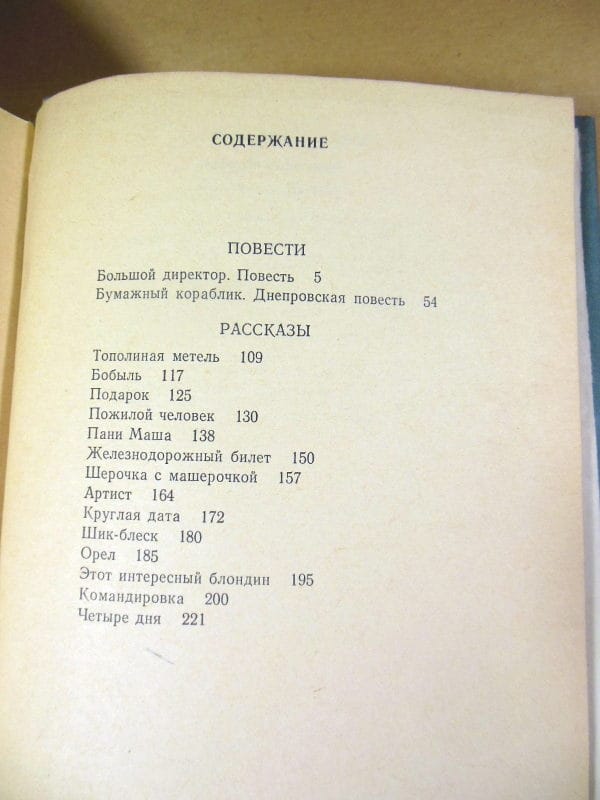 СОДЕРЖАНИЕ
ПОВЕСТИ
Большой директор. Повесть 5
Бумажный кораблик. Днепровская повесть 54
РАССКАЗЫ
Тополиная метель 109
Бобыль 117
Подарок 125
Пожилой человек 130
Пани Маша 138
Железнодорожный билет 150
Шерочка с машерочкой 157
Артист 164
Круглая дата 172
Шик-блеск 180
Орел 185
Этот интересный блондин 195
Командировка 200
Четыре дня 221